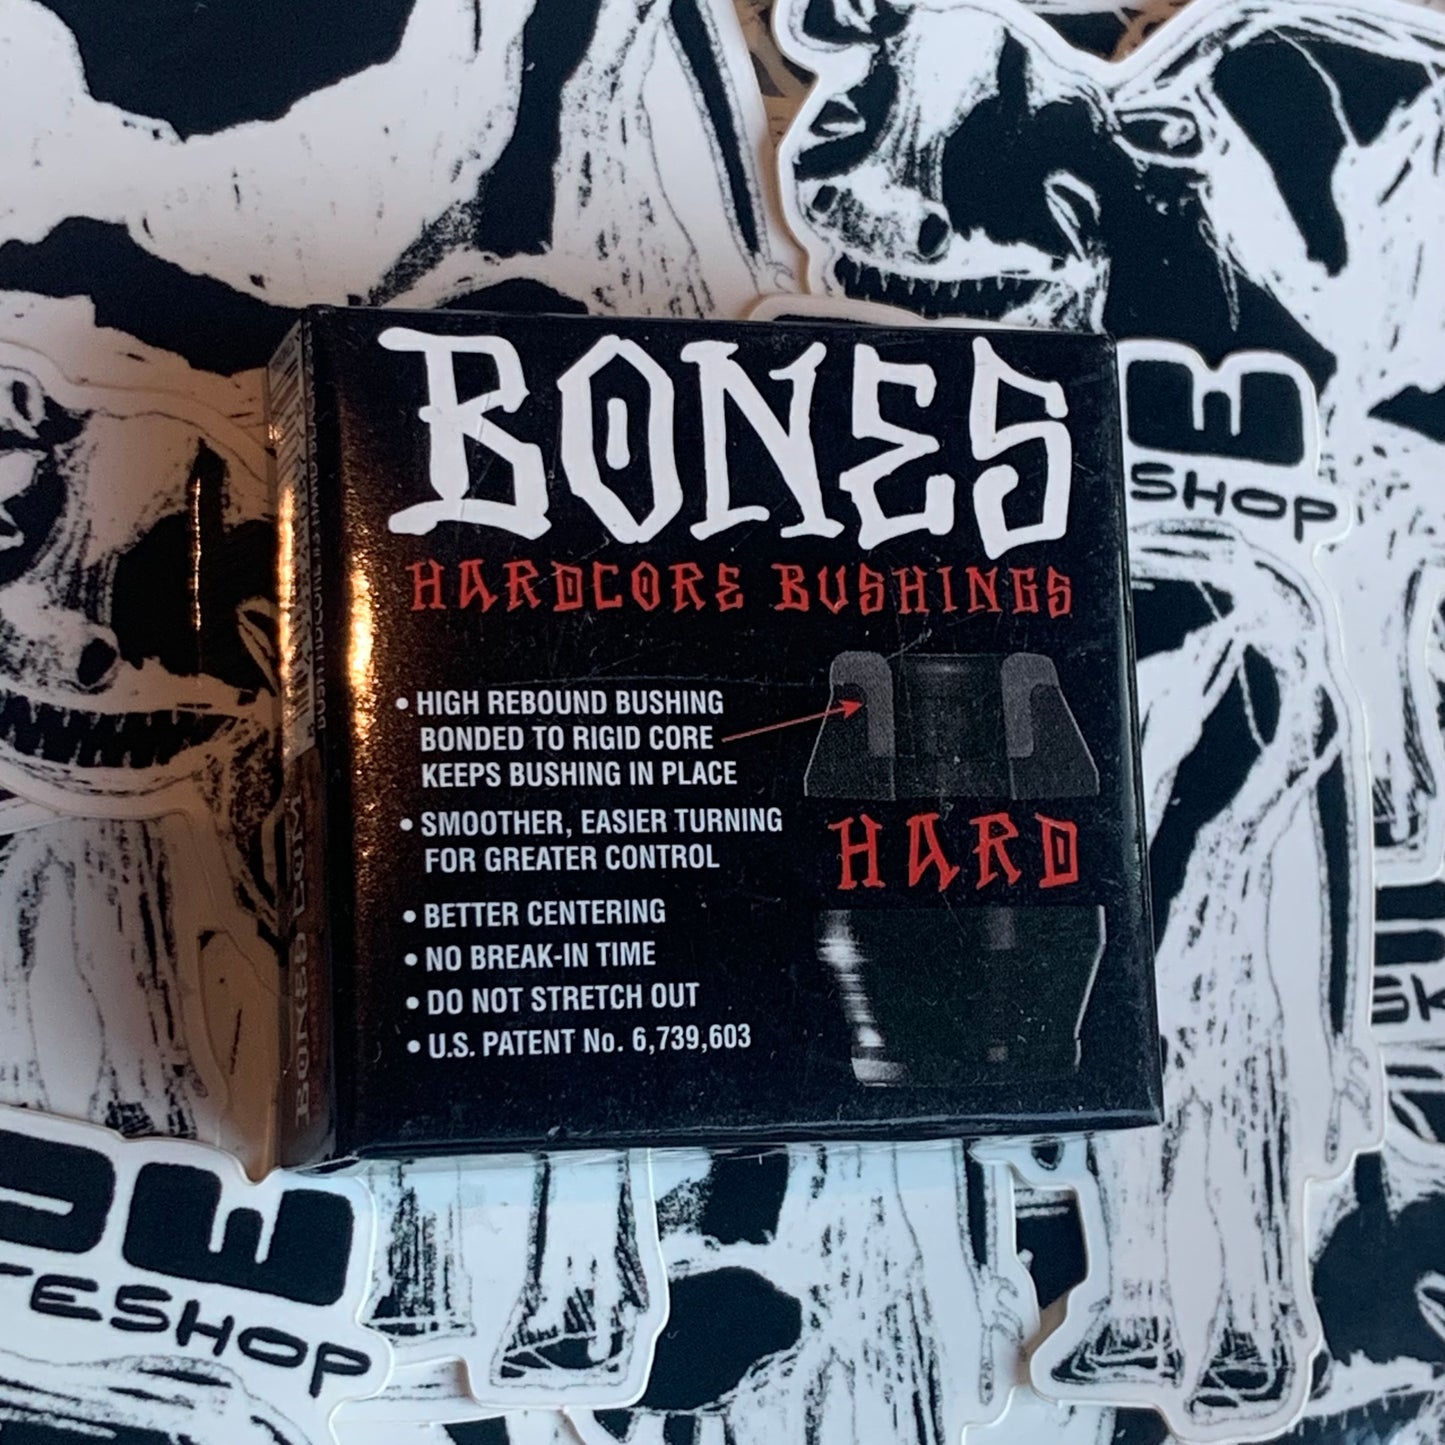 BONES
HARDCORE BUSHINGS
• HIGH REBOUND BUSHING
BONDED TO RIGID CORE
KEEPS BUSHING IN PLACE
• SMOOTHER, EASIER TURNING
FOR GREATER CONTROL
• BETTER CENTERING
• NO BREAK-IN TIME
• DO NOT STRETCH OUT
• U.S. PATENT No. 6,739,603
HARD
SHOP